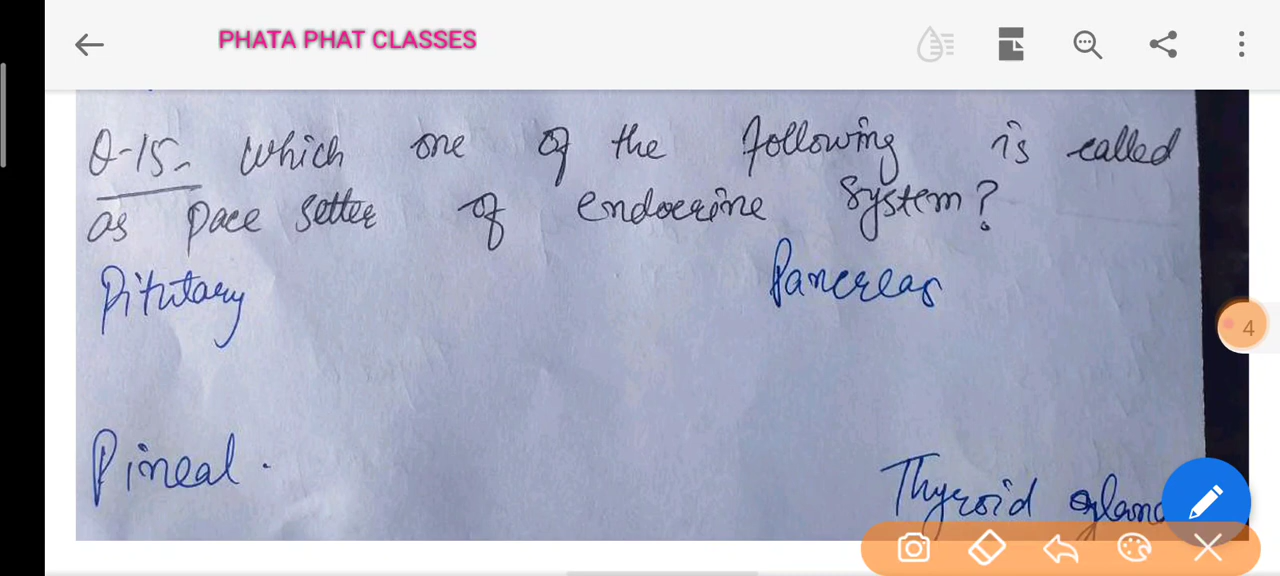 PHATA PHAT CLASSES
Q-15- Which one of the following is called
as pace setter of endocrine system?
Pitutary Pancreas
4
Pineal.
Thyroid gland